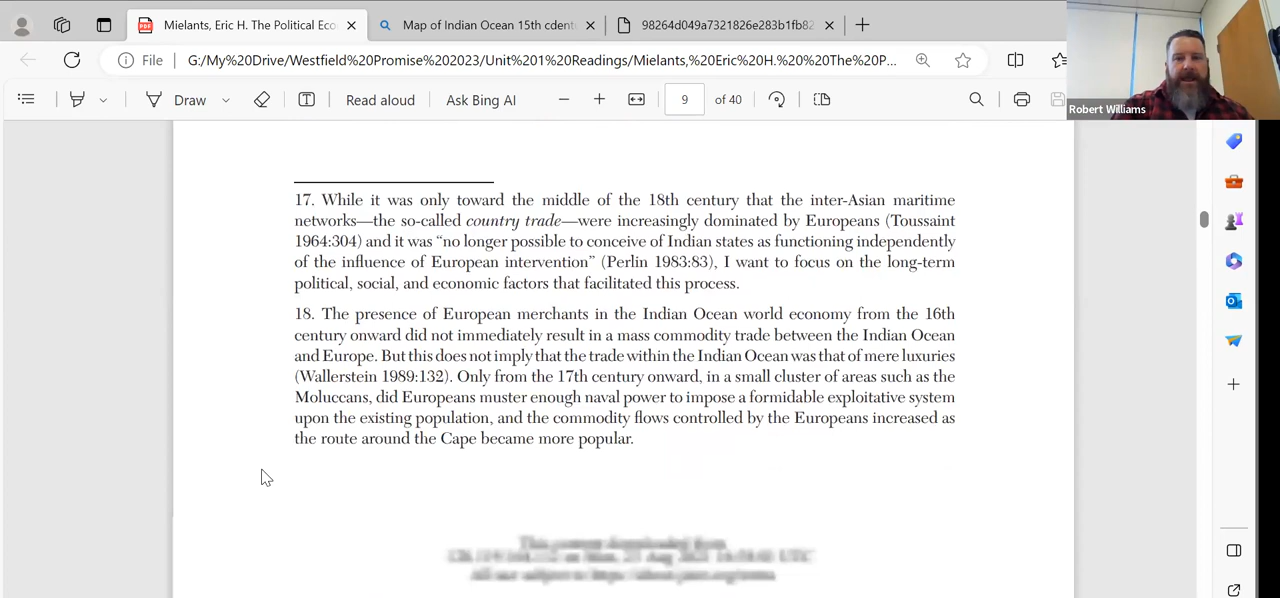 Mielants, Eric H. The Political Eco
Map of Indian Ocean 15th cdent
98264d049a7321826e283b1fb82
File
G:/My%20Drive/Westfield%20Promise%202023/Unit%201%20Readings/Mielants,%20Eric%20H.%20%20The%20P...
Draw
Read aloud
Ask Bing AI
9
of 40
Robert Williams
17. While it was only toward the middle of the 18th century that the inter-Asian maritime
networks—the so-called country trade—were increasingly dominated by Europeans (Toussaint
1964:304) and it was “no longer possible to conceive of Indian states as functioning independently
of the influence of European intervention” (Perlin 1983:83), I want to focus on the long-term
political, social, and economic factors that facilitated this process.
18. The presence of European merchants in the Indian Ocean world economy from the 16th
century onward did not immediately result in a mass commodity trade between the Indian Ocean
and Europe. But this does not imply that the trade within the Indian Ocean was that of mere luxuries
(Wallerstein 1989:132). Only from the 17th century onward, in a small cluster of areas such as the
Moluccans, did Europeans muster enough naval power to impose a formidable exploitative system
upon the existing population, and the commodity flows controlled by the Europeans increased as
the route around the Cape became more popular.